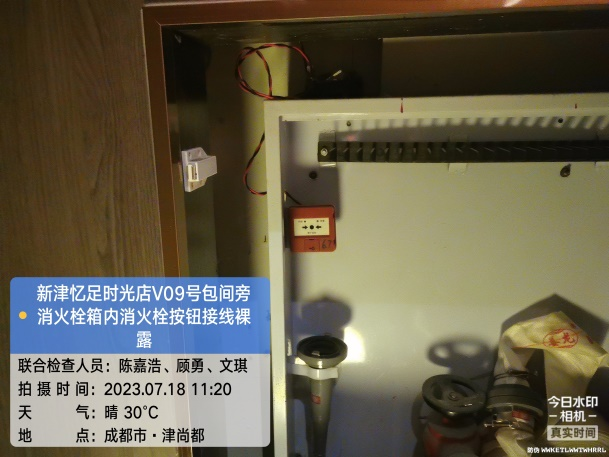 新津忆足时光店V09号包间旁
消火栓箱内消火栓按钮接线裸
露
联合检查人员：陈嘉浩、顾勇、文琪
拍 摄 时 间：2023.07.18 11:20
天 气：晴 30℃
地 点：成都市·津尚都
今日水印
-相机-
真实时间
防伪 WWKETLWWTWHRRL